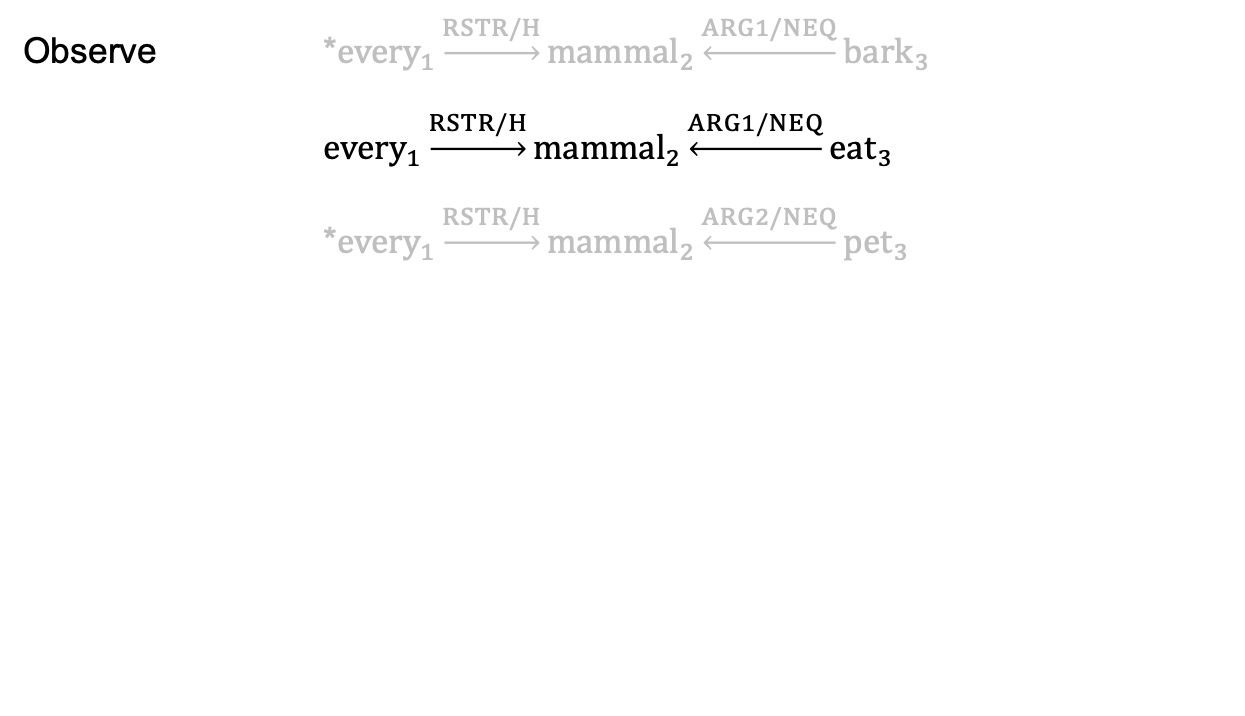 Observe
RSTR/H ARG1/NEQ
*every₁ ⟶ mammal₂ ⟵ bark₃
RSTR/H ARG1/NEQ
every₁ ⟶ mammal₂ ⟵ eat₃
RSTR/H ARG2/NEQ
*every₁ ⟶ mammal₂ ⟵ pet₃